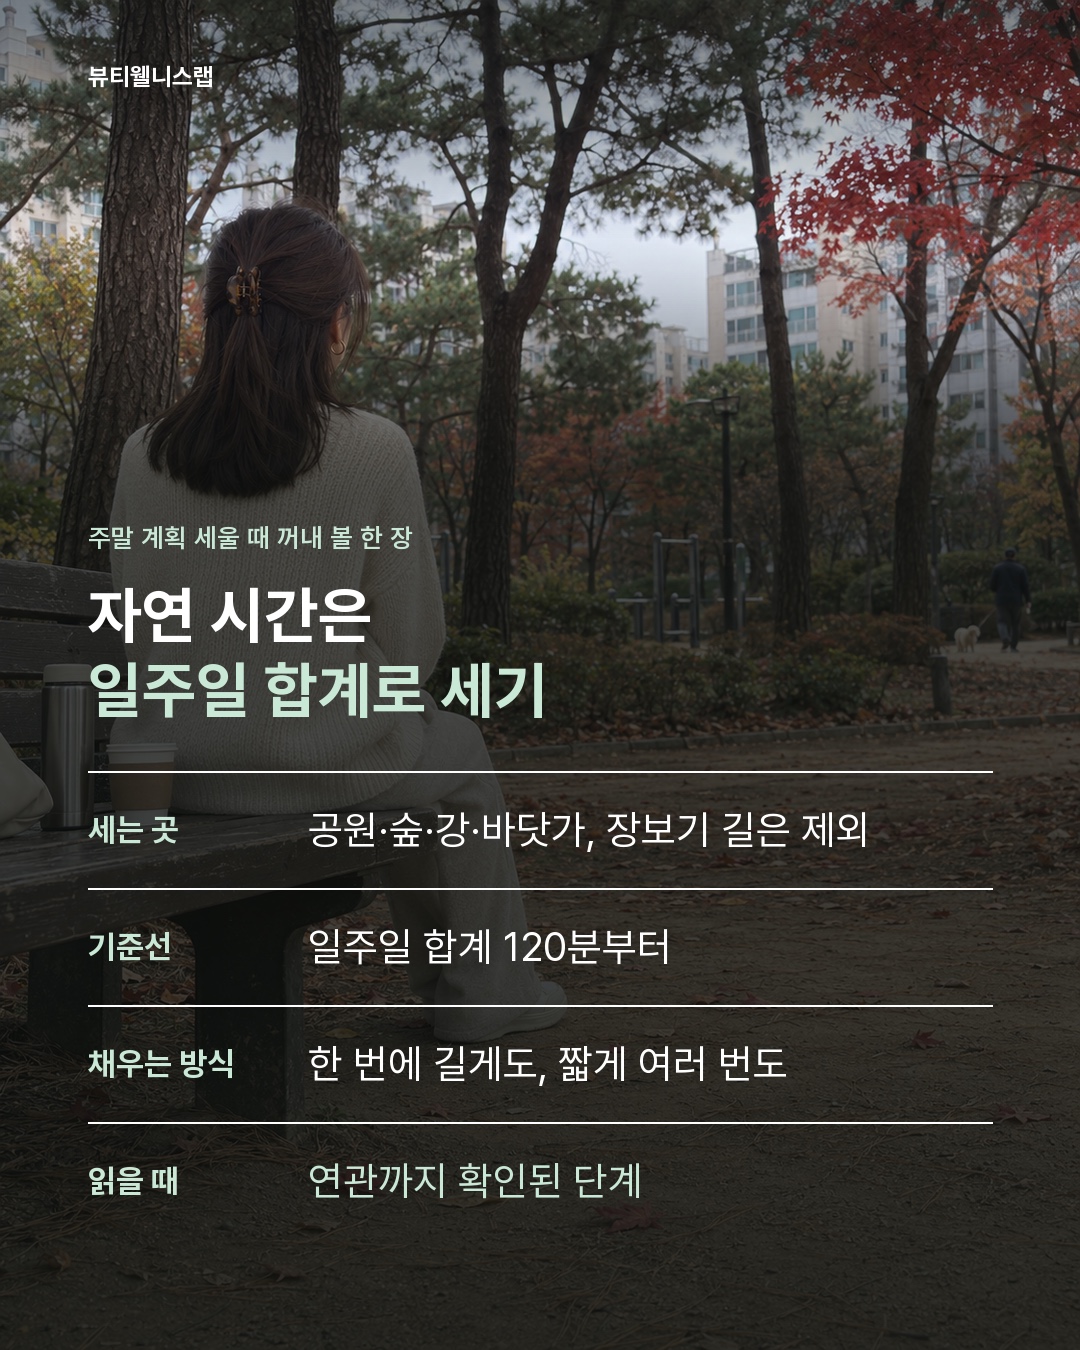 뷰티웰니스랩
주말 계획 세울 때 꺼내 볼 한 장
자연 시간은
일주일 합계로 세기
세는 곳 공원·숲·강·바닷가, 장보기 길은 제외
기준선 일주일 합계 120분부터
채우는 방식 한 번에 길게도, 짧게 여러 번도
읽을 때 연관까지 확인된 단계